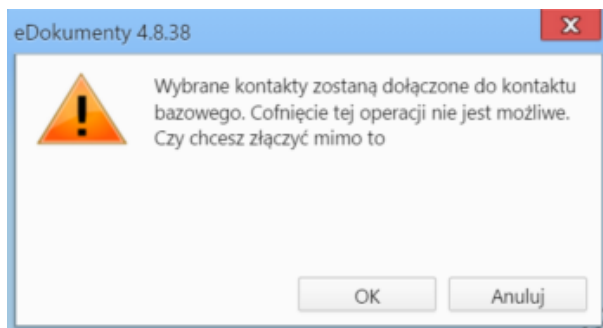 eDokumenty 4.8.38
Wybrane kontakty zostaną dołączone do kontaktu
bazowego. Cofnięcie tej operacji nie jest możliwe.
Czy chcesz złączyć mimo to
OK
Anuluj